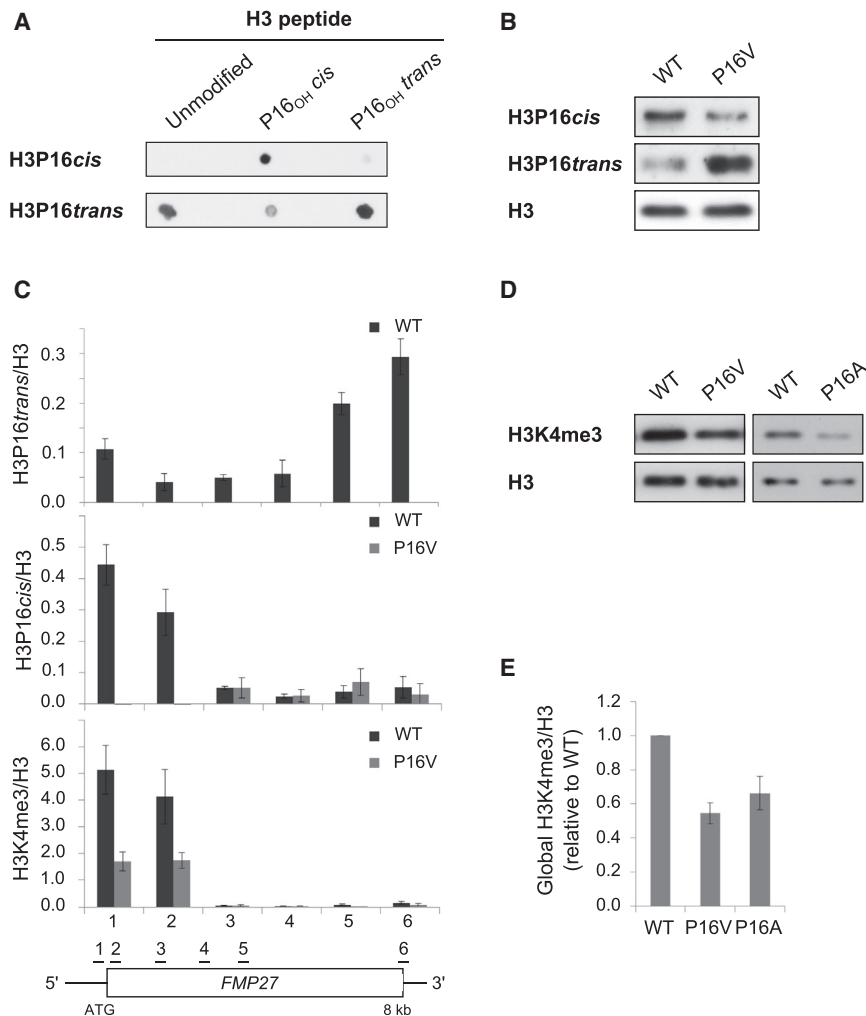 A
H3 peptide
Unmodified
P16OH cis
P16OH trans
H3P16cis
H3P16trans
B
WT
P16V
H3P16cis
H3P16trans
H3
C
H3P16trans/H3
0.3
0.2
0.1
0.0
WT
H3P16cis/H3
0.5
0.4
0.3
0.2
0.1
0.0
WT
P16V
H3K4me3/H3
6.0
5.0
4.0
3.0
2.0
1.0
0.0
WT
P16V
1 2 3 4 5 6
1 2 3 4 5 6
5' FMP27 3'
ATG 8 kb
D
WT P16V WT P16A
H3K4me3
H3
E
Global H3K4me3/H3
(relative to WT)
1.2
1.0
0.8
0.6
0.4
0.2
0.0
WT P16V P16A